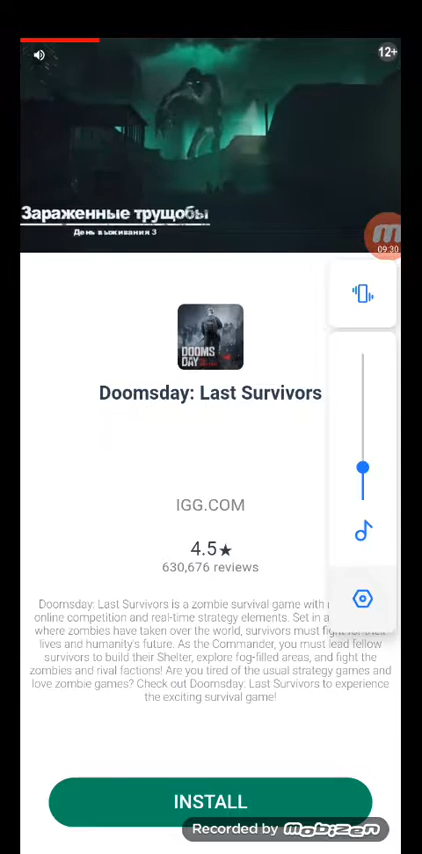 12+
Зараженные трущобы
День выживания 3
09:30
DOOMS
DAY
Doomsday: Last Survivors
IGG.COM
4.5★
630,676 reviews
Doomsday: Last Survivors is a zombie survival game with
online competition and real-time strategy elements. Set in a
where zombies have taken over the world, survivors must fight for their
lives and humanity's future. As the Commander, you must lead fellow
survivors to build their Shelter, explore fog-filled areas, and fight the
zombies and rival factions! Are you tired of the usual strategy games and
love zombie games? Check out Doomsday: Last Survivors to experience
the exciting survival game!
INSTALL
Recorded by mobizen